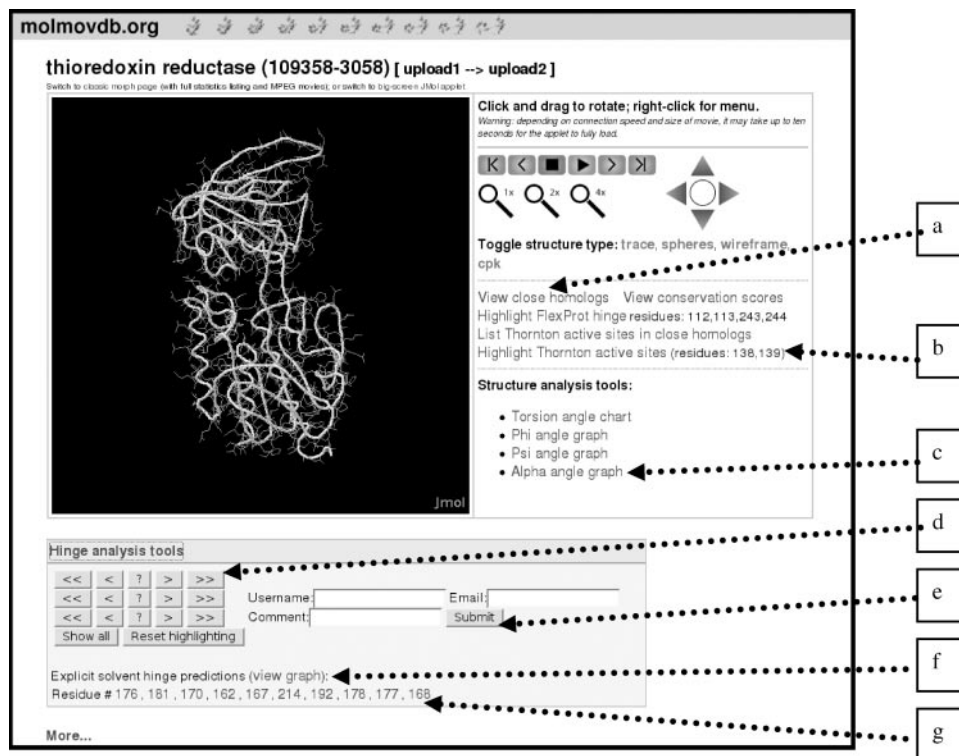 molmovdb.org
thioredoxin reductase (109358-3058) [ upload1 --> upload2 ]
Switch to classic morph page (with full statistics listing and MPEG movies); or switch to big-screen JMol applet
Click and drag to rotate; right-click for menu.
Warning: depending on connection speed and size of movie, it may take up to ten
seconds for the applet to fully load.
1x 2x 4x
Toggle structure type: trace, spheres, wireframe,
cpk
a
View close homologs View conservation scores
Highlight FlexProt hinge residues: 112,113,243,244
List Thornton active sites in close homologs
Highlight Thornton active sites (residues: 138,139)
b
Structure analysis tools:
• Torsion angle chart
• Phi angle graph
• Psi angle graph
• Alpha angle graph
c
Jmol
d
Hinge analysis tools
<< < ? > >>
<< < ? > >> Username: Email:
<< < ? > >> Comment: Submit
e
Show all Reset highlighting
Explicit solvent hinge predictions (view graph):
f
Residue # 176 , 181 , 170 , 162 , 167 , 214 , 192 , 178 , 177 , 168
g
More...